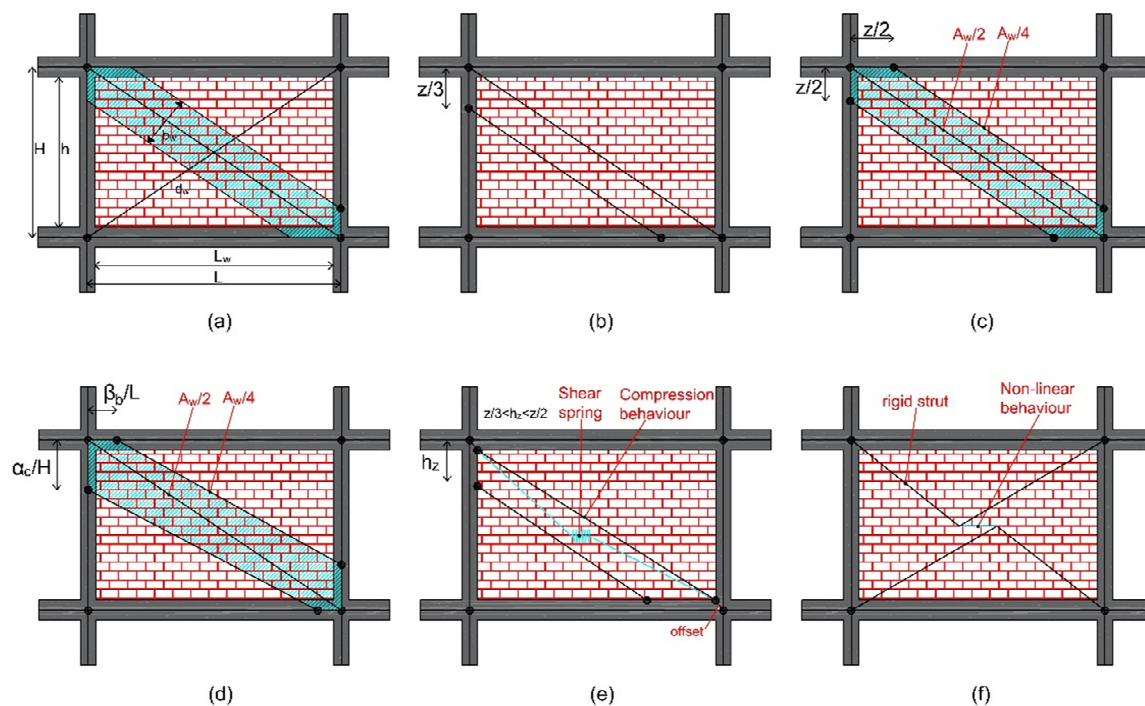 z/2
A_w/2
A_w/4
z/3
z/2
H
h
b_w
d_w
L_w
L
(a)
(b)
(c)
β_b/L
A_w/2
A_w/4
α_c/H
z/3<h_z<z/2
Shear
spring
Compression
behaviour
h_z
offset
rigid strut
Non-linear
behaviour
(d)
(e)
(f)